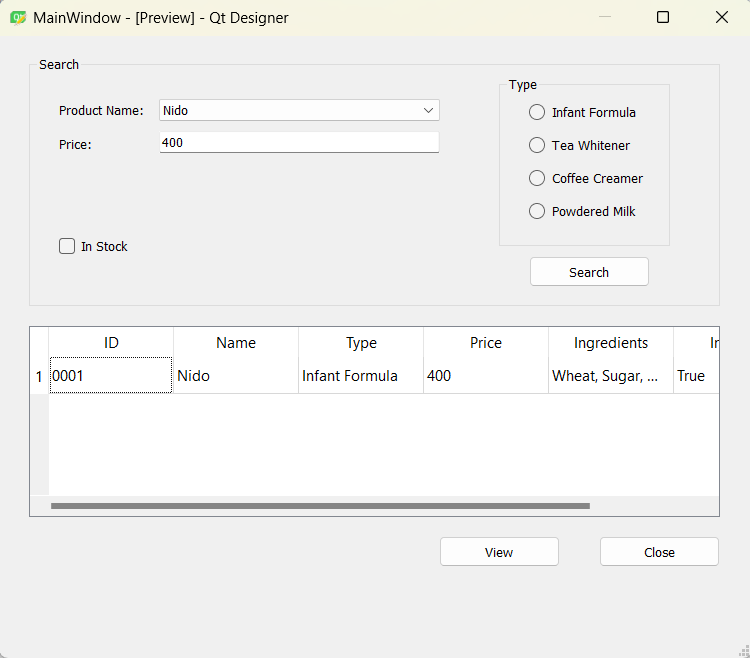 MainWindow - [Preview] - Qt Designer
Search
Product Name: Nido
Price: 400
In Stock
Type
Infant Formula
Tea Whitener
Coffee Creamer
Powdered Milk
Search
ID Name Type Price Ingredients
1 0001 Nido Infant Formula 400 Wheat, Sugar, ... True
View Close